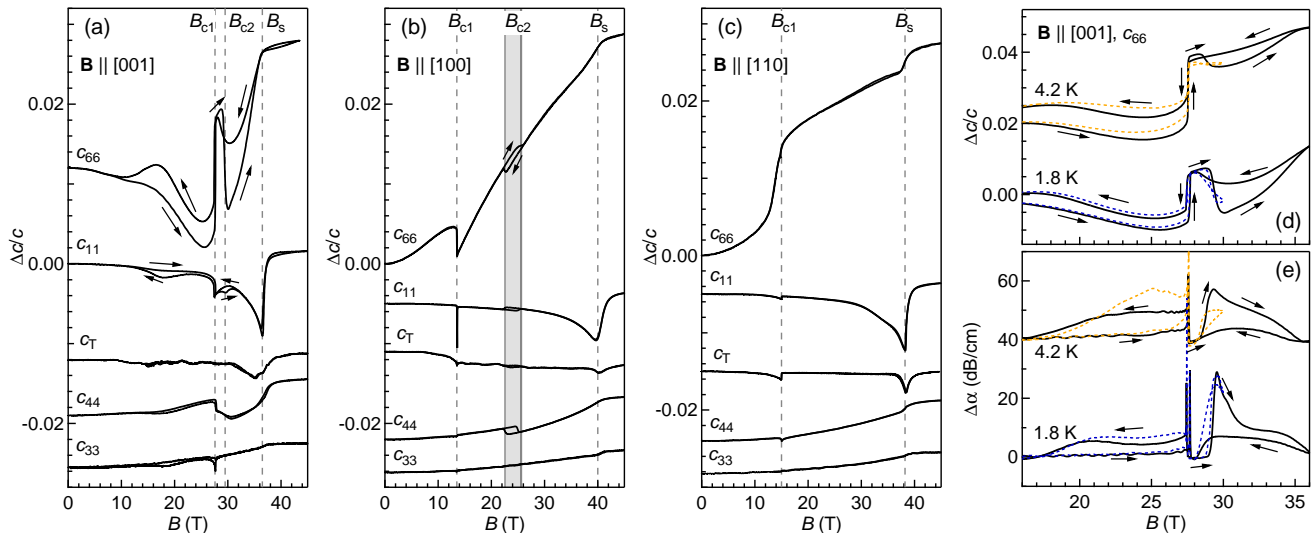 (a)
B_c1 B_c2 B_s
B || [001]
c_66
c_11
c_T
c_44
c_33
Δc/c
0.02
0.00
-0.02
0 10 20 30 40
B (T)
(b)
B_c1 B_c2 B_s
B || [100]
c_66
c_11
c_T
c_44
c_33
Δc/c
0.02
0.00
-0.02
0 10 20 30 40
B (T)
(c)
B_c1 B_s
B || [110]
c_66
c_11
c_T
c_44
c_33
Δc/c
0.02
0.00
-0.02
0 10 20 30 40
B (T)
B || [001], c_66
4.2 K
1.8 K
(d)
Δc/c
0.04
0.02
0.00
(e)
4.2 K
1.8 K
Δα (dB/cm)
60
40
20
0
20 25 30 35
B (T)